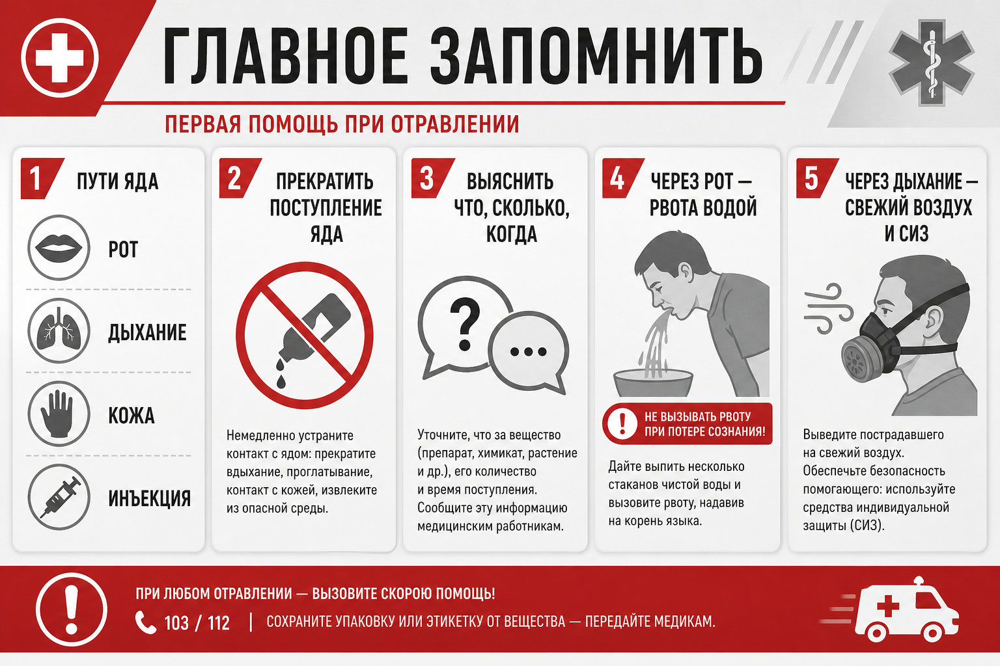 ГЛАВНОЕ ЗАПОМНИТЬ
ПЕРВАЯ ПОМОЩЬ ПРИ ОТРАВЛЕНИИ
1
ПУТИ ЯДА
РОТ
ДЫХАНИЕ
КОЖА
ИНЪЕКЦИЯ
2
ПРЕКРАТИТЬ
ПОСТУПЛЕНИЕ
ЯДА
Немедленно устраните
контакт с ядом: прекратите
вдыхание, проглатывание,
контакт с кожей, извлеките
из опасной среды.
3
ВЫЯСНИТЬ
ЧТО, СКОЛЬКО,
КОГДА
?
...
Уточните, что за вещество
(препарат, химикат, растение
и др.), его количество
и время поступления.
Сообщите эту информацию
медицинским работникам.
4
ЧЕРЕЗ РОТ —
РВОТА ВОДОЙ
!
НЕ ВЫЗЫВАТЬ РВОТУ
ПРИ ПОТЕРЕ СОЗНАНИЯ!
Дайте выпить несколько
стаканов чистой воды и
вызовите рвоту, надавив
на корень языка.
5
ЧЕРЕЗ ДЫХАНИЕ —
СВЕЖИЙ ВОЗДУХ
И СИЗ
Выведите пострадавшего
на свежий воздух.
Обеспечьте безопасность
помогающего: используйте
средства индивидуальной
защиты (СИЗ).
!
ПРИ ЛЮБОМ ОТРАВЛЕНИИ — ВЫЗОВИТЕ СКОРОЮ ПОМОЩЬ!
103 / 112 | СОХРАНИТЕ УПАКОВКУ ИЛИ ЭТИКЕТКУ ОТ ВЕЩЕСТВА — ПЕРЕДАЙТЕ МЕДИКАМ.